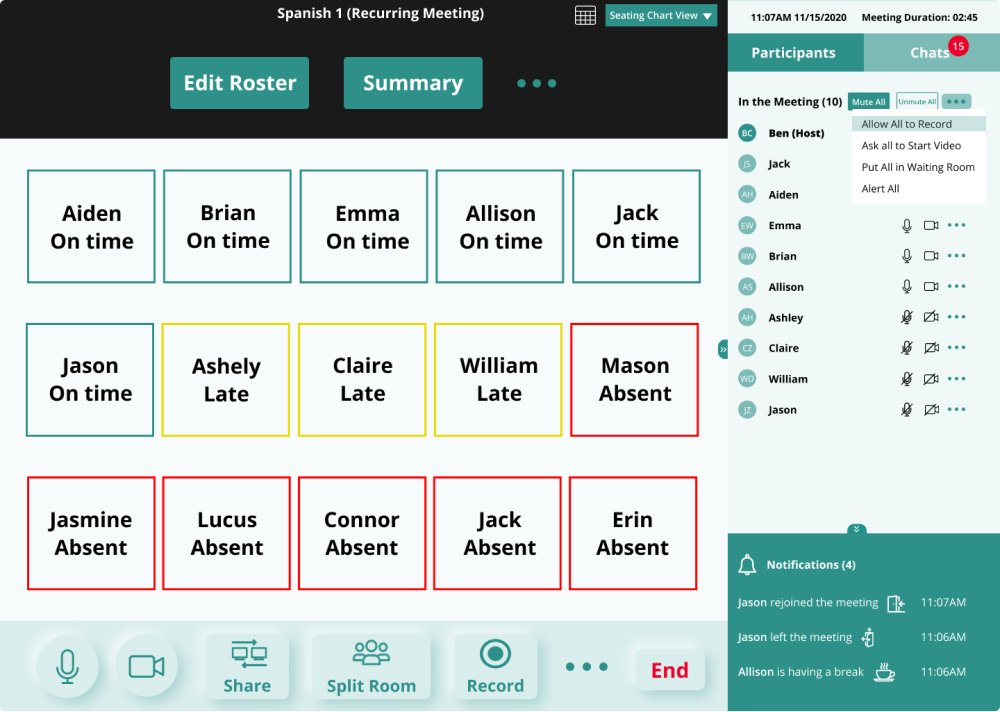 Spanish 1 (Recurring Meeting)
Seating Chart View
Edit Roster
Summary
Aiden
On time
Brian
On time
Emma
On time
Allison
On time
Jack
On time
Jason
On time
Ashely
Late
Claire
Late
William
Late
Mason
Absent
Jasmine
Absent
Lucus
Absent
Connor
Absent
Jack
Absent
Erin
Absent
Share
Split Room
Record
End
11:07AM 11/15/2020 Meeting Duration: 02:45
Participants
Chats 15
In the Meeting (10) Mute All Unmute All
Allow All to Record
Ask all to Start Video
Put All in Waiting Room
Alert All
BC Ben (Host)
JS Jack
AH Aiden
EW Emma
BW Brian
AS Allison
AH Ashley
CZ Claire
WD William
JZ Jason
Notifications (4)
Jason rejoined the meeting 11:07AM
Jason left the meeting 11:06AM
Allison is having a break 11:06AM